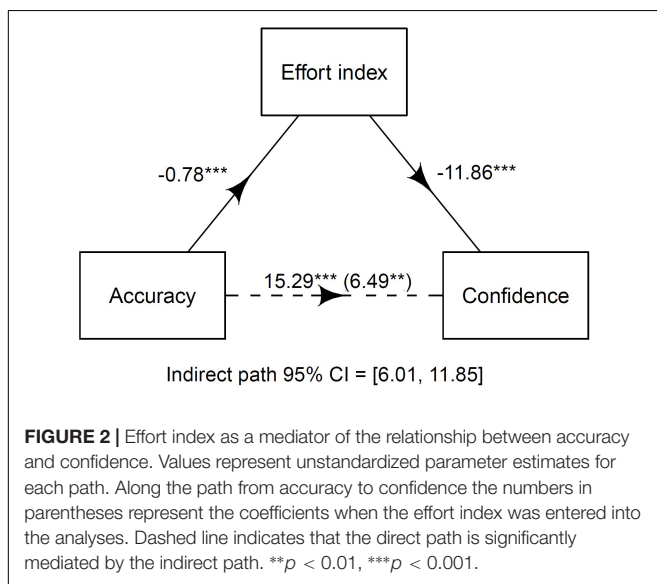 Effort index
-0.78***
-11.86***
15.29*** (6.49**)
Accuracy
Confidence
Indirect path 95% CI = [6.01, 11.85]
FIGURE 2 | Effort index as a mediator of the relationship between accuracy
and confidence. Values represent unstandardized parameter estimates for
each path. Along the path from accuracy to confidence the numbers in
parentheses represent the coefficients when the effort index was entered into
the analyses. Dashed line indicates that the direct path is significantly
mediated by the indirect path. **p < 0.01, ***p < 0.001.